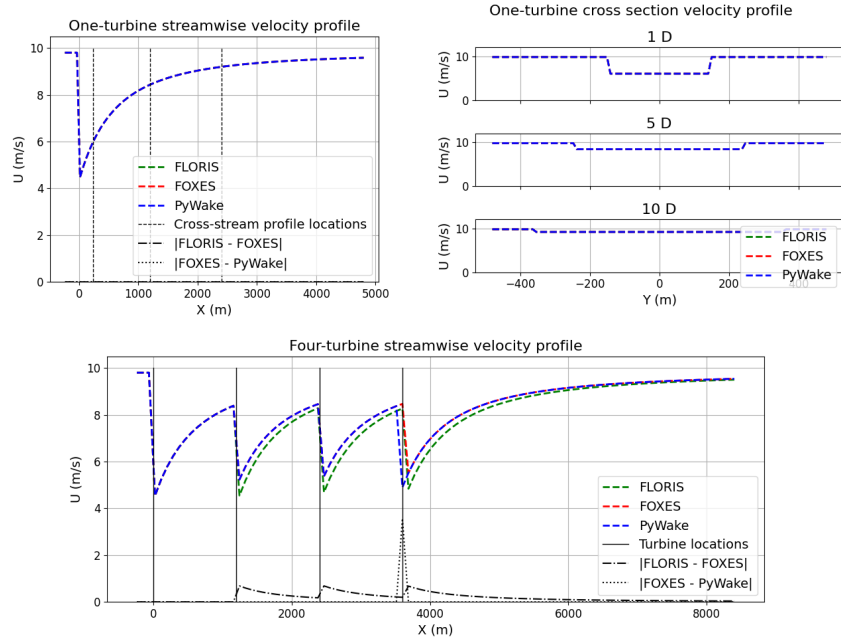 One-turbine streamwise velocity profile
10
8
6
4
2
0
U (m/s)
0
1000
2000
3000
4000
5000
X (m)
FLORIS
FOXES
PyWake
Cross-stream profile locations
|FLORIS - FOXES|
|FOXES - PyWake|
One-turbine cross section velocity profile
1 D
10
0
U (m/s)
5 D
10
0
U (m/s)
10 D
10
0
U (m/s)
−400
−200
0
200
400
Y (m)
FLORIS
FOXES
PyWake
Four-turbine streamwise velocity profile
10
8
6
4
2
0
U (m/s)
0
2000
4000
6000
8000
X (m)
FLORIS
FOXES
PyWake
Turbine locations
|FLORIS - FOXES|
|FOXES - PyWake|